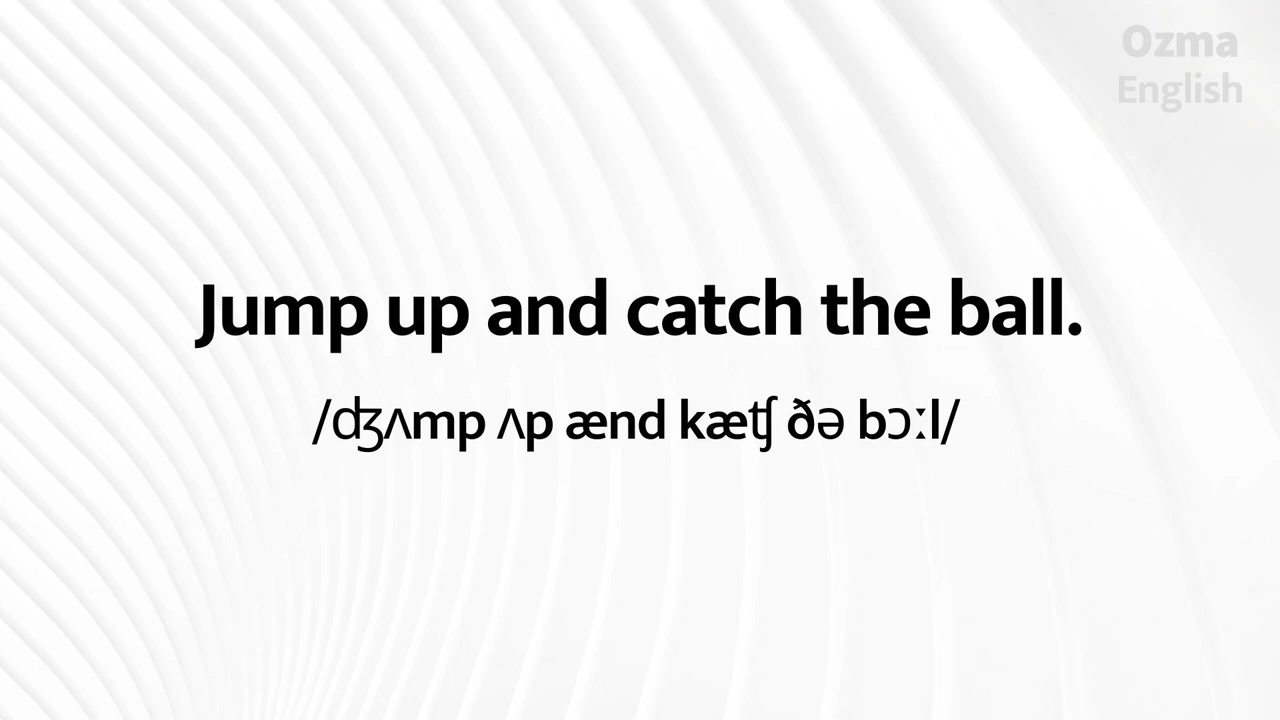 Ozma
English
Jump up and catch the ball.
/ʤʌmp ʌp ænd kæʧ ðə bɔːl/